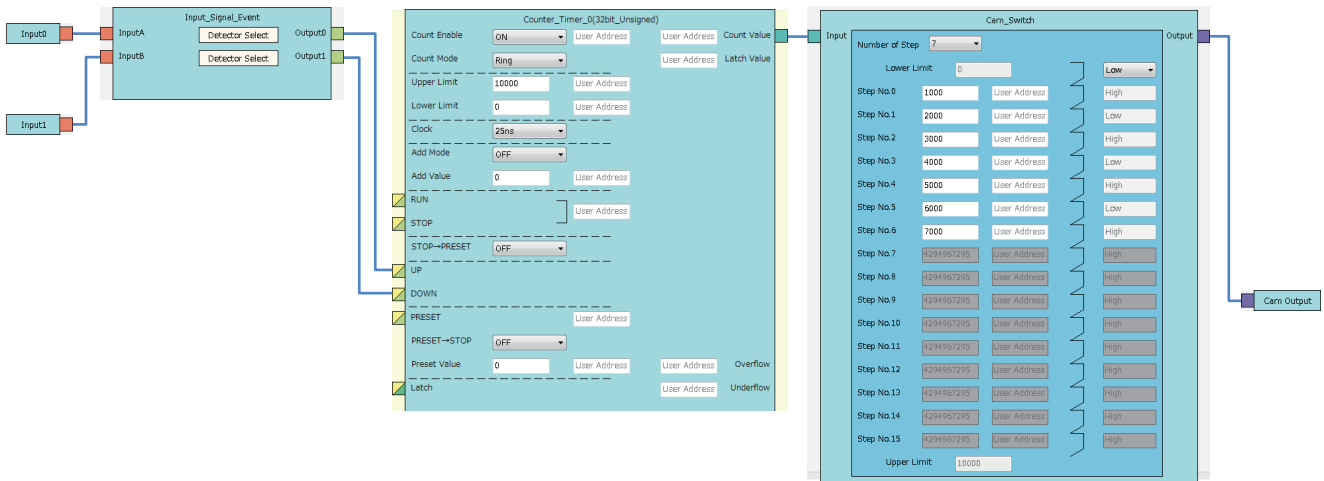 Input0
Input1
Input_Signal_Event
InputA Detector Select Output0
InputB Detector Select Output1
Counter_Timer_0(32bit_Unsigned)
Count Enable ON User Address User Address Count Value
Count Mode Ring User Address Latch Value
Upper Limit 10000 User Address
Lower Limit 0 User Address
Clock 25ns
Add Mode OFF
Add Value 0 User Address
RUN
User Address
STOP
STOP→PRESET OFF
UP
DOWN
PRESET User Address
PRESET→STOP OFF
Preset Value 0 User Address User Address Overflow
Latch User Address Underflow
Cam_Switch
Input Output
Number of Step 7
Lower Limit 0 Low
Step No.0 1000 User Address High
Step No.1 2000 User Address Low
Step No.2 3000 User Address High
Step No.3 4000 User Address Low
Step No.4 5000 User Address High
Step No.5 6000 User Address Low
Step No.6 7000 User Address High
Step No.7 4294967295 User Address High
Step No.8 4294967295 User Address High
Step No.9 4294967295 User Address High
Step No.10 4294967295 User Address High
Step No.11 4294967295 User Address High
Step No.12 4294967295 User Address High
Step No.13 4294967295 User Address High
Step No.14 4294967295 User Address High
Step No.15 4294967295 User Address High
Upper Limit 10000
Cam Output